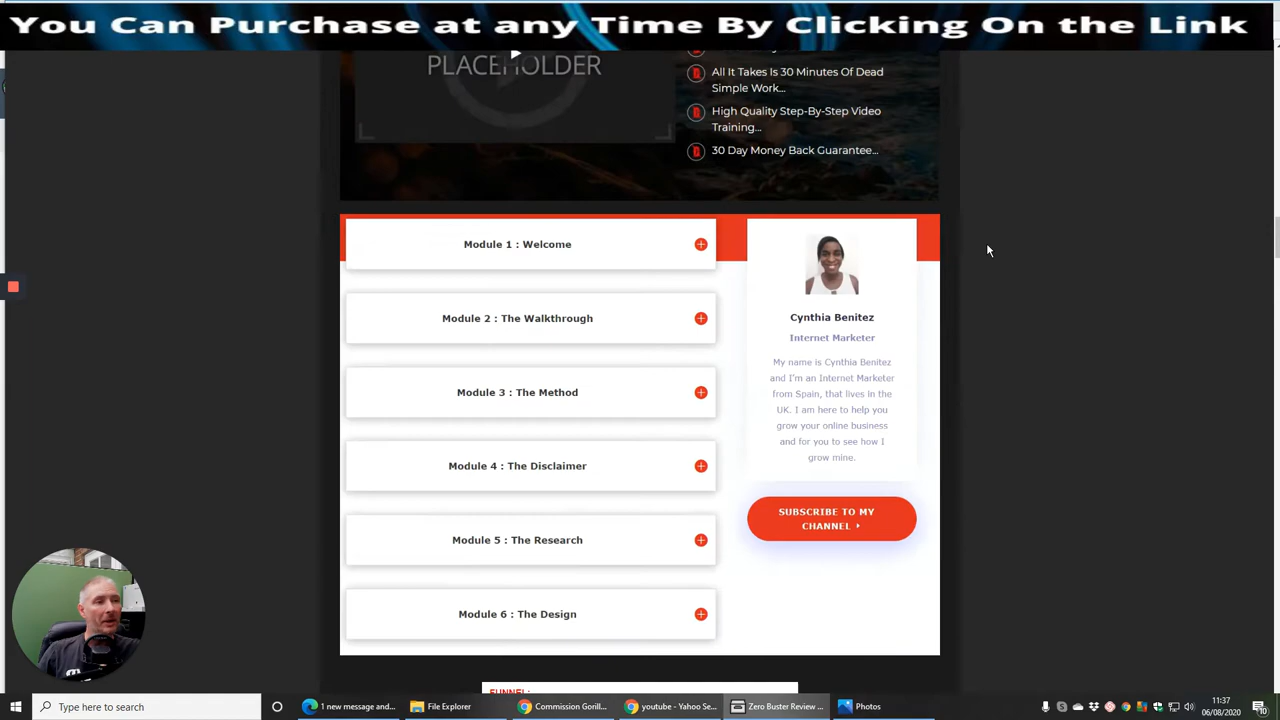 You Can Purchase at any Time By Clicking On the Link
PLACEHOLDER
All It Takes Is 30 Minutes Of Dead
Simple Work...
High Quality Step-By-Step Video
Training...
30 Day Money Back Guarantee...
Module 1 : Welcome
Module 2 : The Walkthrough
Module 3 : The Method
Module 4 : The Disclaimer
Module 5 : The Research
Module 6 : The Design
Cynthia Benitez
Internet Marketer
My name is Cynthia Benítez
and I'm an Internet Marketer
from Spain, that lives in the
UK. I am here to help you
grow your online business
and for you to see how I
grow mine.
SUBSCRIBE TO MY
CHANNEL
FUNNEL:
Type here to search
1 new message and...
File Explorer
Commission Gorill...
youtube - Yahoo Se...
Zero Buster Review ...
Photos
11:37
06/08/2020